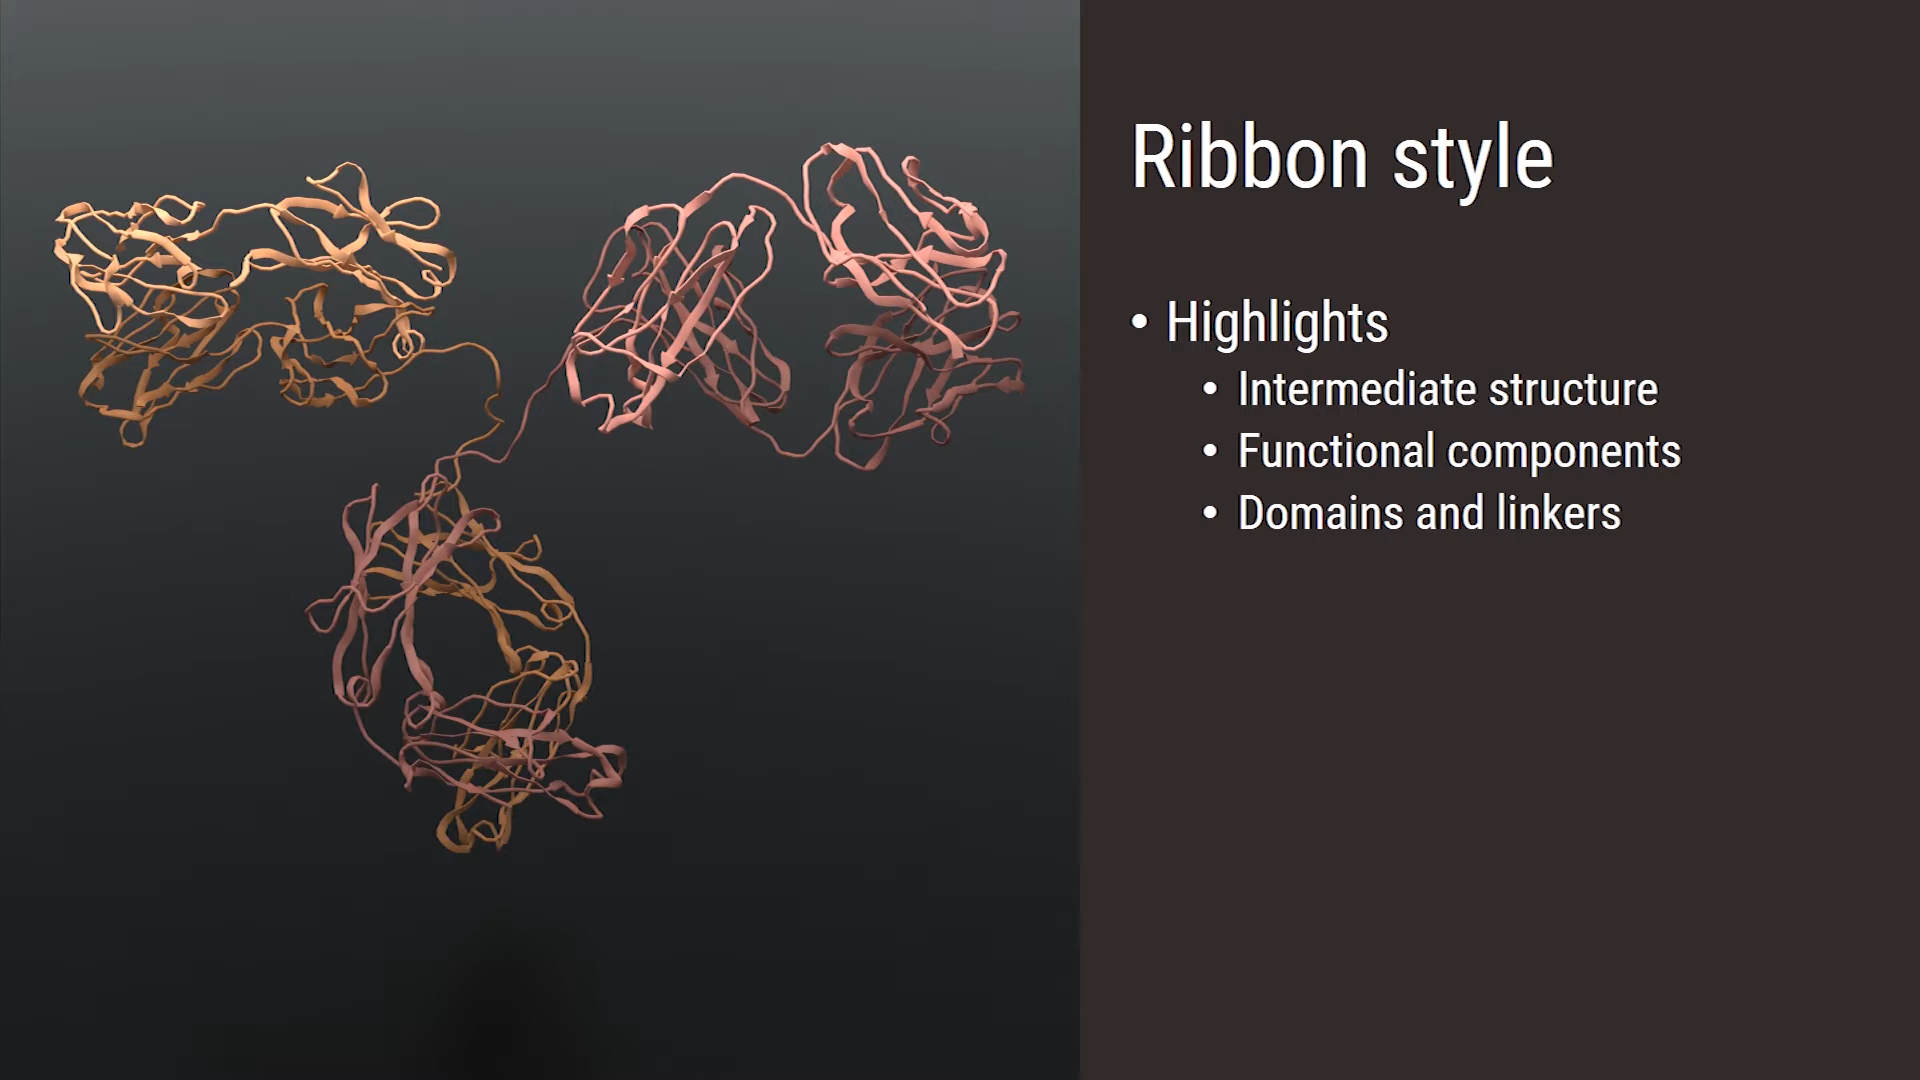 Ribbon style
• Highlights
• Intermediate structure
• Functional components
• Domains and linkers